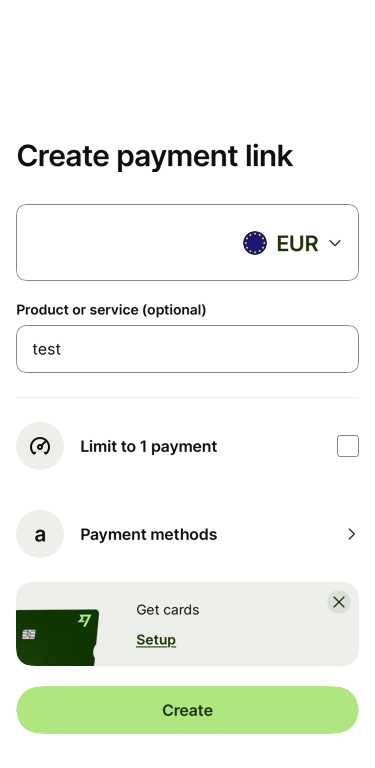 Create payment link
EUR
Product or service (optional)
test
Limit to 1 payment
a
Payment methods
Get cards
Setup
Create